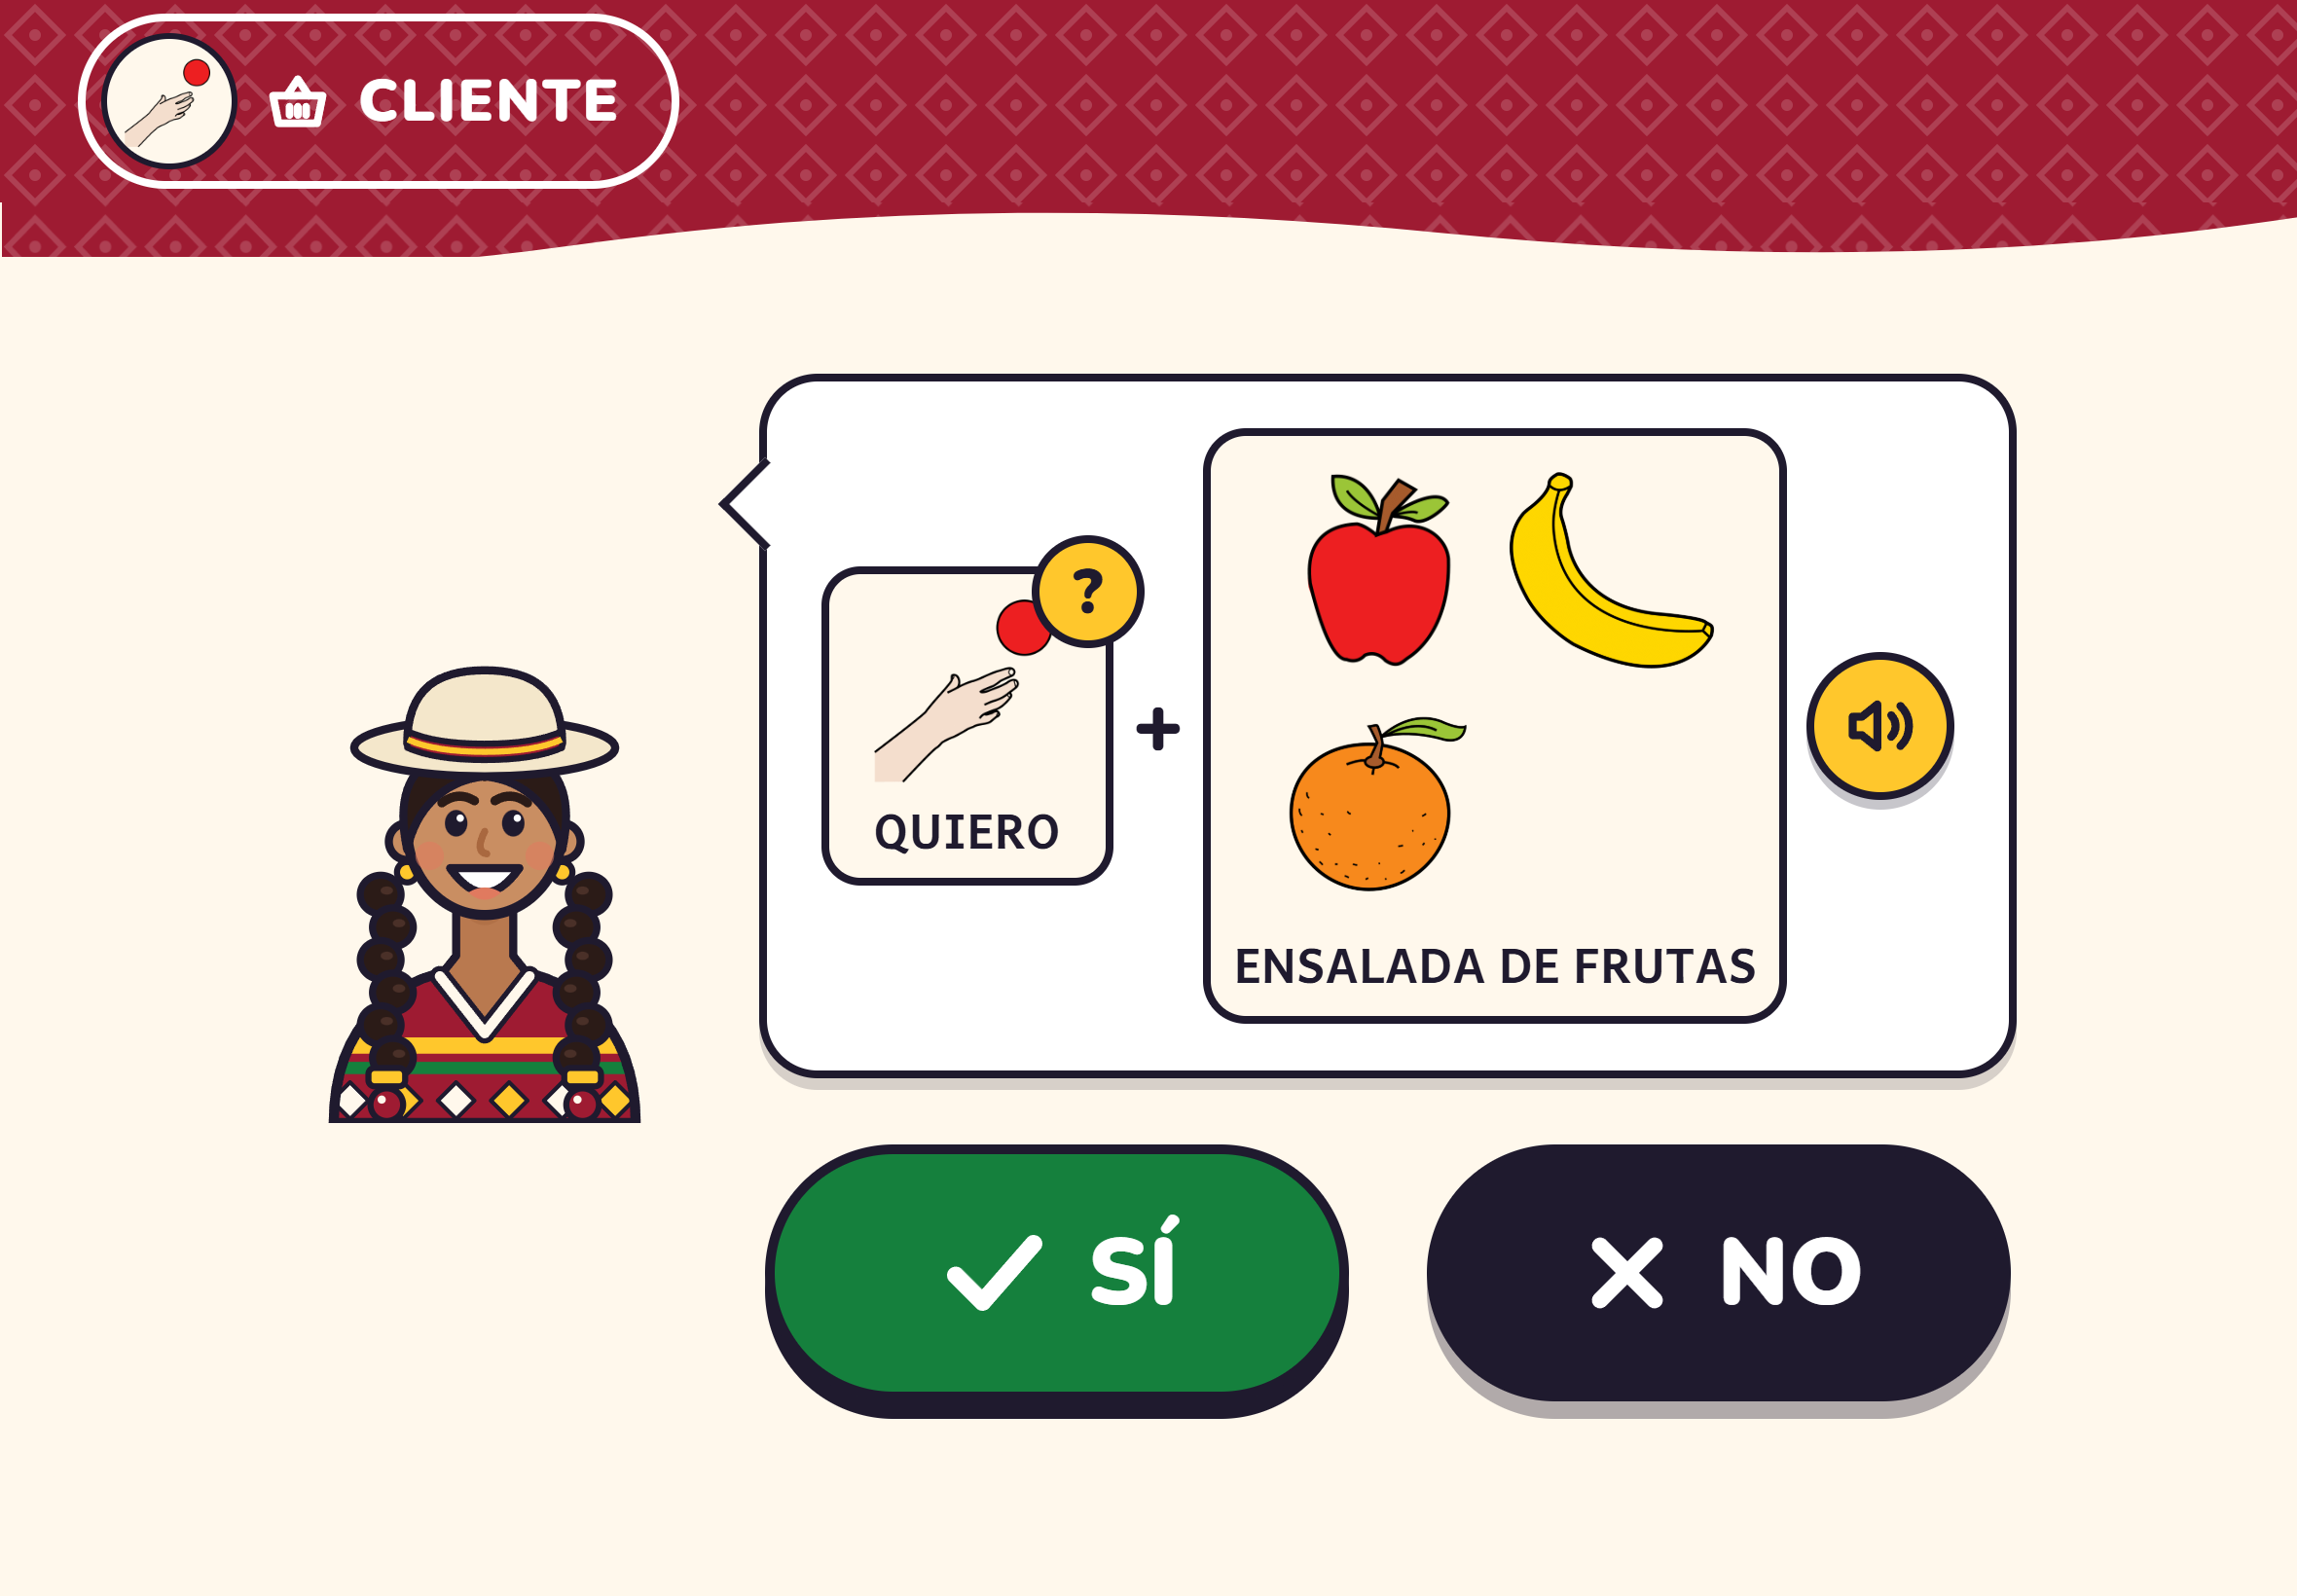 CLIENTE
?
QUIERO
+
ENSALADA DE FRUTAS
SÍ
NO